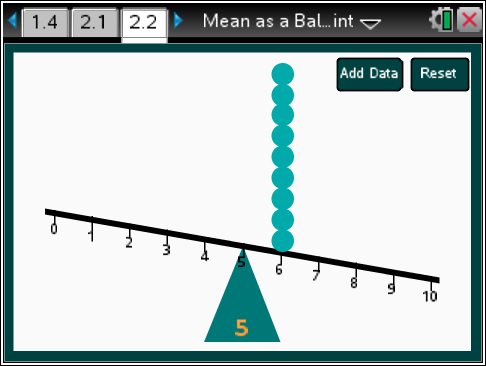 1.4 2.1 2.2 Mean as a Bal...int
Add Data Reset
0 1 2 3 4 5 6 7 8 9 10
5